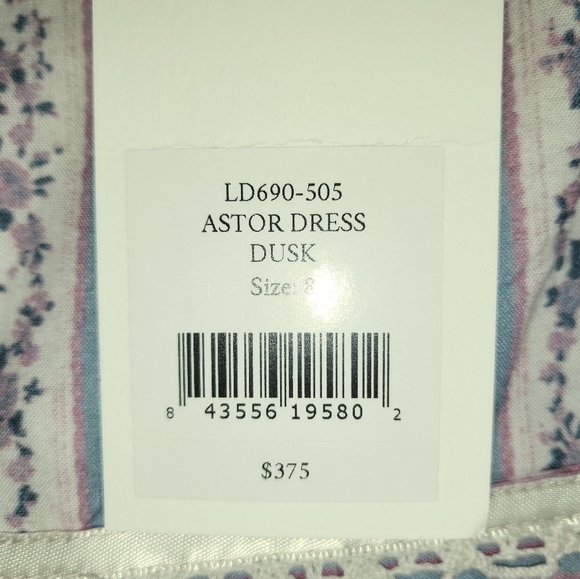 LD690-505
ASTOR DRESS
DUSK
Size: 8
8 43556 19580 2
$375